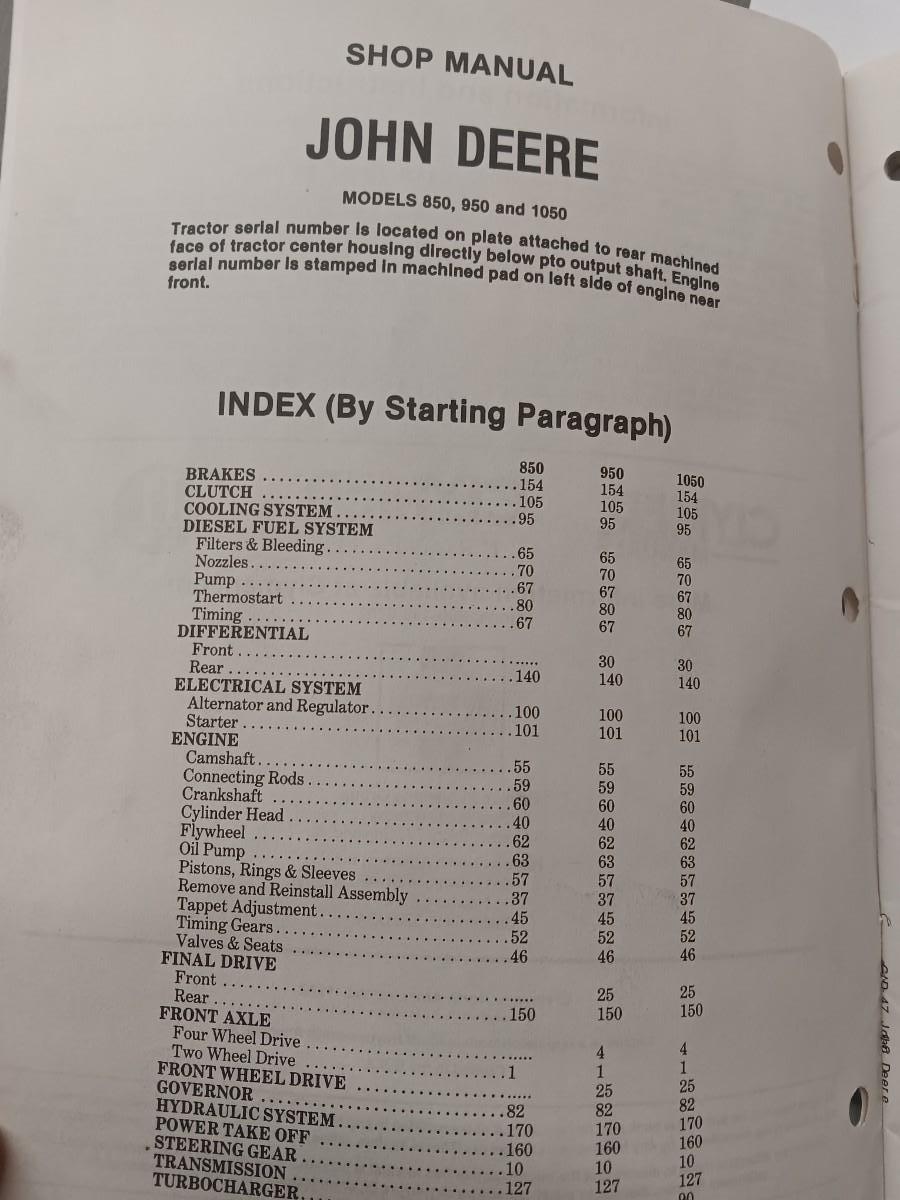 SHOP MANUAL
JOHN DEERE
MODELS 850, 950 and 1050
Tractor serial number is located on plate attached to rear machined
face of tractor center housing directly below pto output shaft. Engine
serial number is stamped in machined pad on left side of engine near
front.
INDEX (By Starting Paragraph)
850 950 1050
BRAKES ........ 154 154 154
CLUTCH ........ 105 105 105
COOLING SYSTEM ........ 95 95 95
DIESEL FUEL SYSTEM
Filters & Bleeding ........ 65 65 65
Nozzles ........ 70 70 70
Pump ........ 67 67 67
Thermostart ........ 80 80 80
Timing ........ 67 67 67
DIFFERENTIAL
Front ........ 30 30
Rear ........ 140 140 140
ELECTRICAL SYSTEM
Alternator and Regulator ........ 100 100 100
Starter ........ 101 101 101
ENGINE
Camshaft ........ 55 55 55
Connecting Rods ........ 59 59 59
Crankshaft ........ 60 60 60
Cylinder Head ........ 40 40 40
Flywheel ........ 62 62 62
Oil Pump ........ 63 63 63
Pistons, Rings & Sleeves ........ 57 57 57
Remove and Reinstall Assembly ........ 37 37 37
Tappet Adjustment ........ 45 45 45
Timing Gears ........ 52 52 52
Valves & Seats ........ 46 46 46
FINAL DRIVE
Front ........ 25 25
Rear ........ 150 150 150
FRONT AXLE
Four Wheel Drive ........ 4 4
Two Wheel Drive ........ 1 1 1
FRONT WHEEL DRIVE ........ 25 25
GOVERNOR ........ 82 82 82
HYDRAULIC SYSTEM ........ 170 170 170
POWER TAKE OFF ........ 160 160 160
STEERING GEAR ........ 10 10 10
TRANSMISSION ........ 127 127 127
TURBOCHARGER ........ 90
47 John Deere